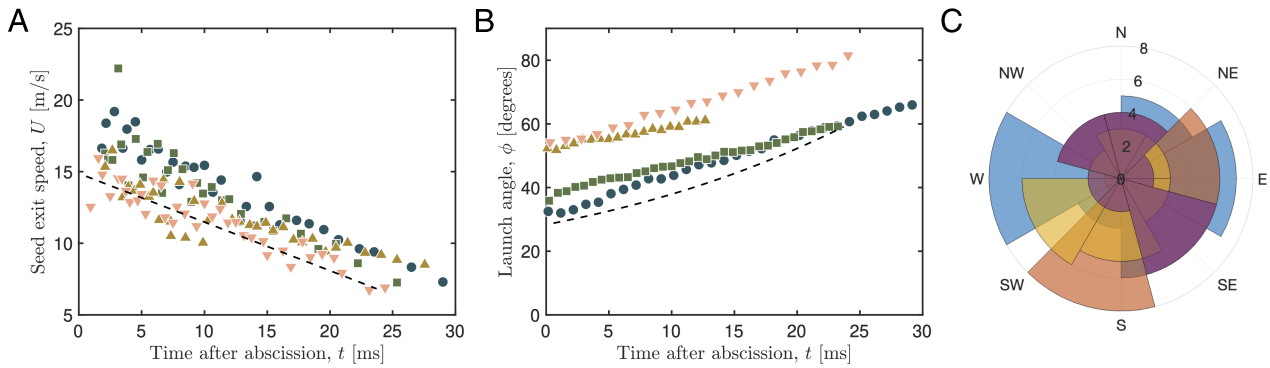 A
25
20
15
10
5
0
5
10
15
20
25
30
Seed exit speed, U [m/s]
Time after abscission, t [ms]
B
80
60
40
20
0
0
5
10
15
20
25
30
Launch angle, ϕ [degrees]
Time after abscission, t [ms]
C
N
8
NW
NE
6
4
2
W
0
E
SW
SE
S